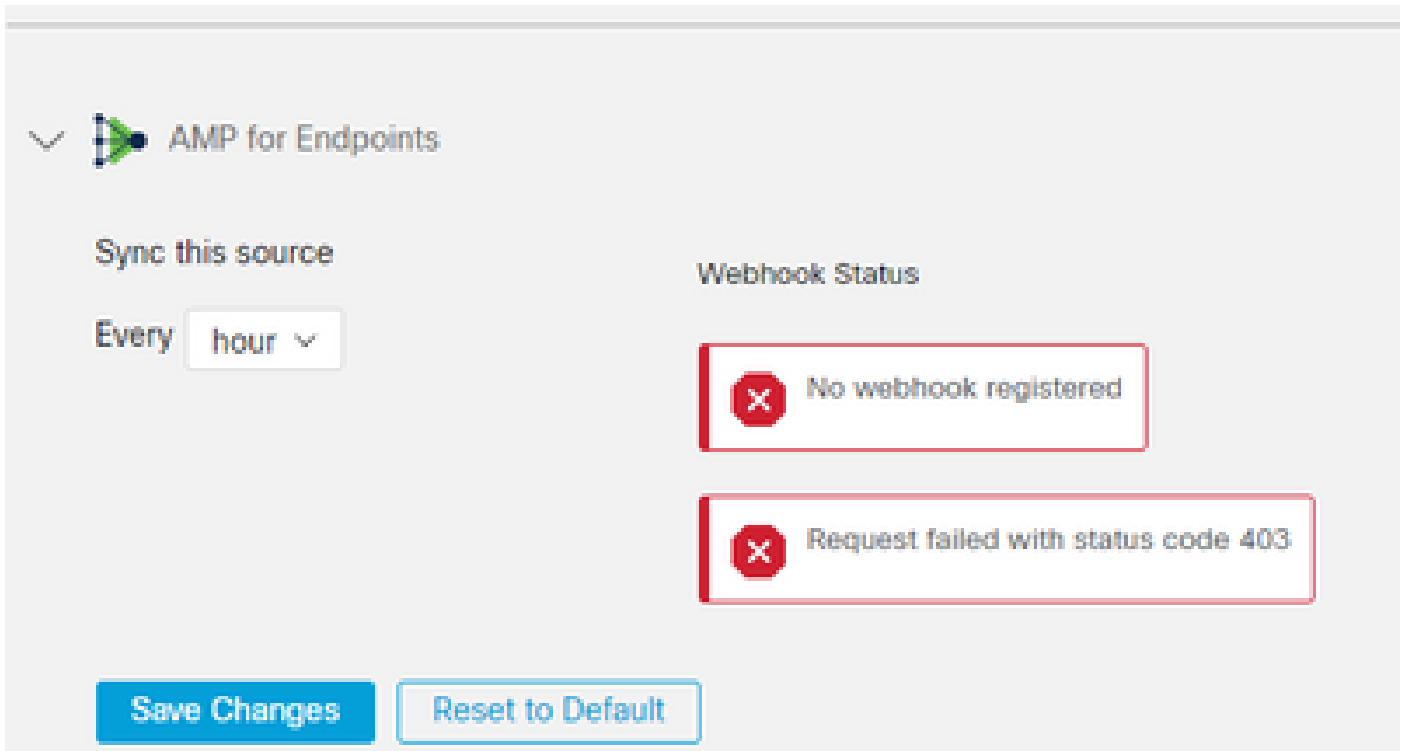 AMP for Endpoints
Sync this source
Webhook Status
Every hour
No webhook registered
Request failed with status code 403
Save Changes
Reset to Default